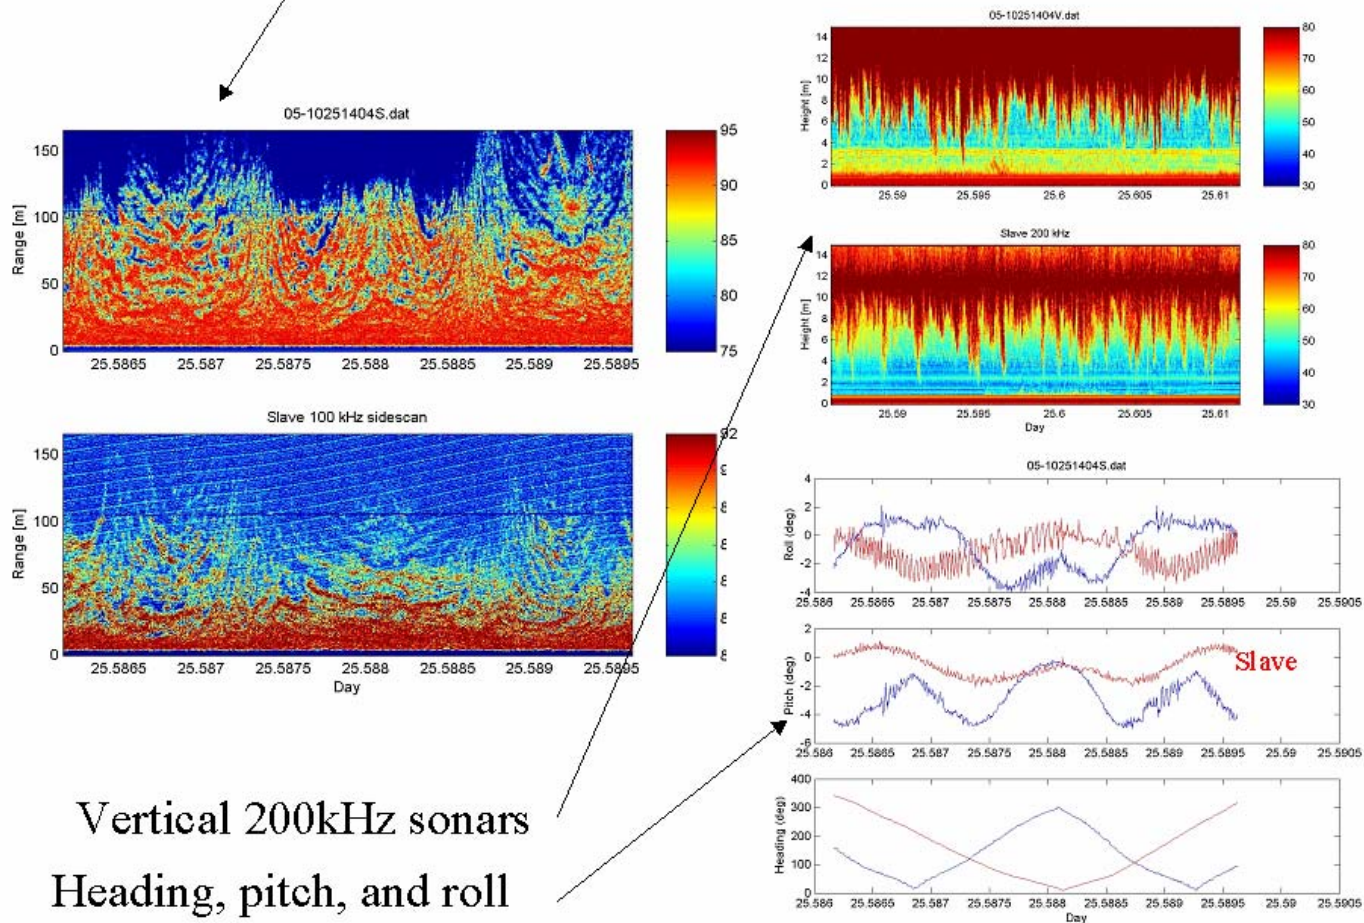 05-10251404S.dat
Range [m]
150
100
50
0
25.5865 25.587 25.5875 25.588 25.5885 25.589 25.5895
95
90
85
80
75
Slave 100 kHz sidescan
Range [m]
150
100
50
0
25.5865 25.587 25.5875 25.588 25.5885 25.589 25.5895
Day
05-10251404V.dat
Height [m]
14
12
10
8
6
4
2
0
25.59 25.595 25.6 25.605 25.61
80
70
60
50
40
30
Slave 200 kHz
Height [m]
14
12
10
8
6
4
2
0
25.59 25.595 25.6 25.605 25.61
Day
80
70
60
50
40
30
05-10251404S.dat
Roll (deg)
4
2
0
-2
-4
25.586 25.5865 25.587 25.5875 25.588 25.5885 25.589 25.5895 25.59 25.5905
Pitch (deg)
2
0
-2
-4
-6
Slave
25.586 25.5865 25.587 25.5875 25.588 25.5885 25.589 25.5895 25.59 25.5905
Heading (deg)
400
300
200
100
0
25.586 25.5865 25.587 25.5875 25.588 25.5885 25.589 25.5895 25.59 25.5905
Day
Vertical 200kHz sonars
Heading, pitch, and roll